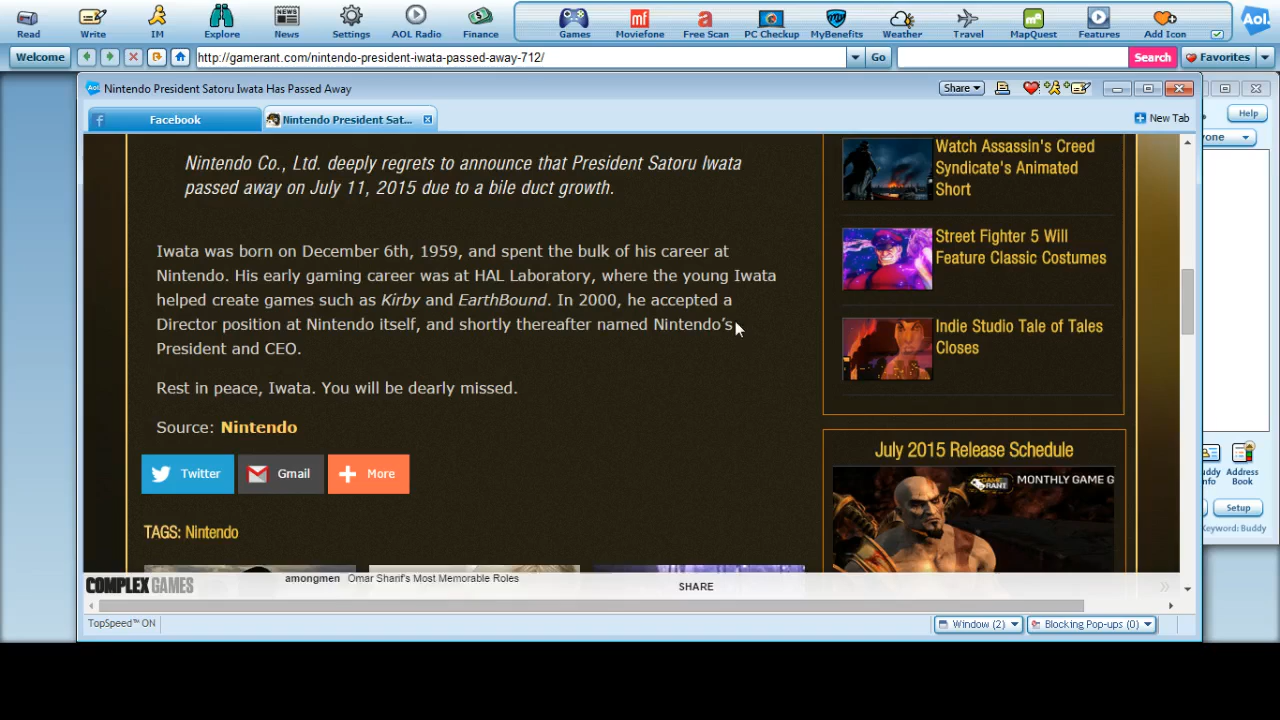 Read Write IM Explore News Settings AOL Radio Finance Games Moviefone Free Scan PC Checkup MyBenefits Weather Travel MapQuest Features Add Icon Aol.
Welcome http://gamerant.com/nintendo-president-iwata-passed-away-712/ Go Search Favorites
Nintendo President Satoru Iwata Has Passed Away Share
Help
Facebook Nintendo President Sat... New Tab
Nintendo Co., Ltd. deeply regrets to announce that President Satoru Iwata
passed away on July 11, 2015 due to a bile duct growth.
Iwata was born on December 6th, 1959, and spent the bulk of his career at
Nintendo. His early gaming career was at HAL Laboratory, where the young Iwata
helped create games such as Kirby and EarthBound. In 2000, he accepted a
Director position at Nintendo itself, and shortly thereafter named Nintendo's
President and CEO.
Rest in peace, Iwata. You will be dearly missed.
Source: Nintendo
Twitter Gmail More
TAGS: Nintendo
Watch Assassin's Creed
Syndicate's Animated
Short
Street Fighter 5 Will
Feature Classic Costumes
Indie Studio Tale of Tales
Closes
July 2015 Release Schedule
GAME RANT MONTHLY GAME G
COMPLEX GAMES amongmen Omar Sharif's Most Memorable Roles SHARE
TopSpeed™ ON Window (2) Blocking Pop-ups (0)
Address
Book
Setup
Keyword: Buddy